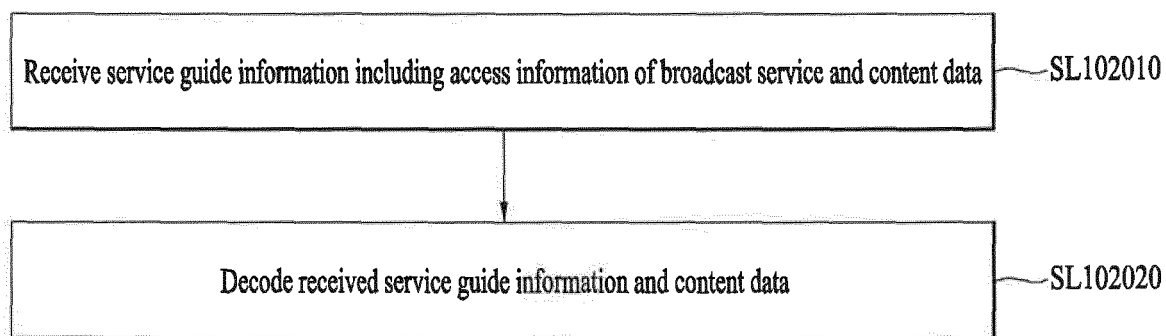 Receive service guide information including access information of broadcast service and content data
SL102010
Decode received service guide information and content data
SL102020